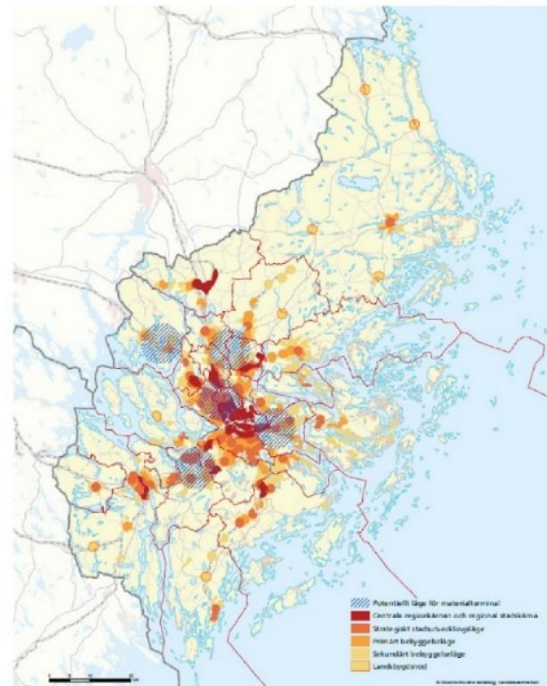 Potentiellt läge för materialterminal
Centrala regionkärnan och regional stadskärna
Strategiskt stadsutvecklingsläge
Primärt bebyggelseläge
Sekundärt bebyggelseläge
Landsbygdsnod